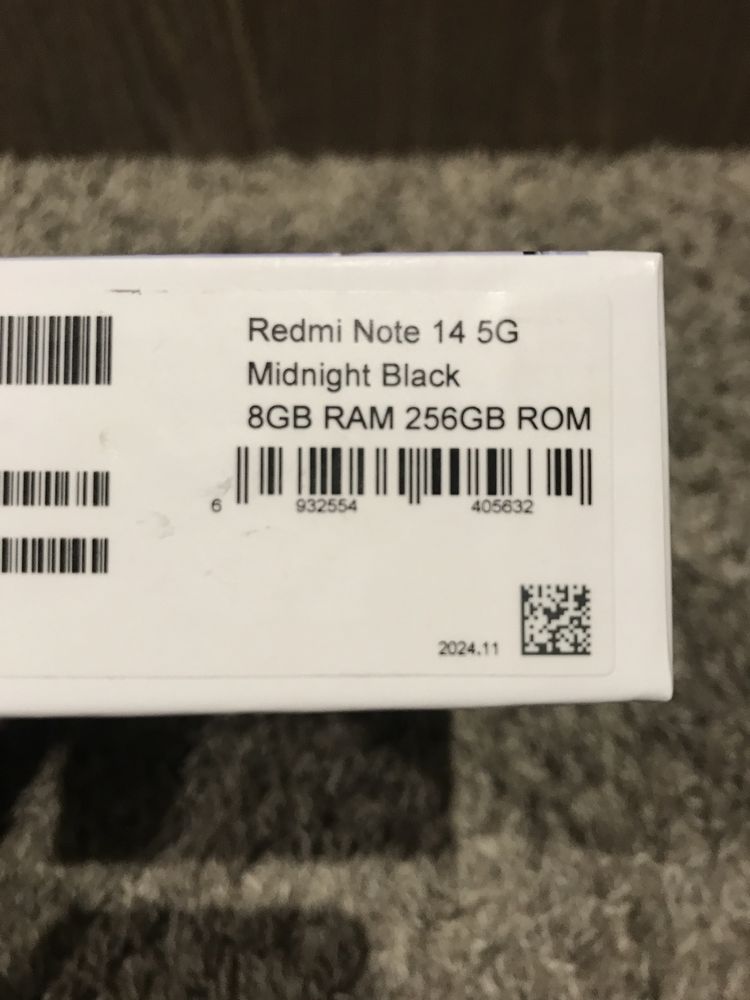 Redmi Note 14 5G
Midnight Black
8GB RAM 256GB ROM
6 932554 405632
2024.11